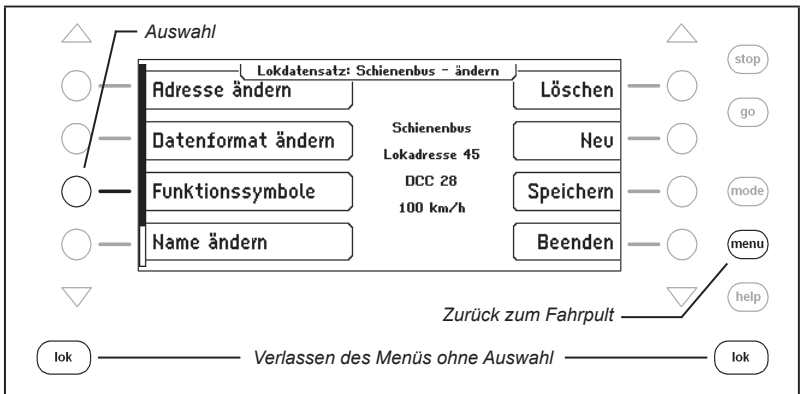 Auswahl
stop
Lokdatensatz: Schienenbus - ändern
Adresse ändern
Löschen
go
Schienenbus
Datenformat ändern
Neu
Lokadresse 45
DCC 28
Funktionssymbole
Speichern
mode
100 km/h
Name ändern
Beenden
menu
help
Zurück zum Fahrpult
lok
Verlassen des Menüs ohne Auswahl
lok